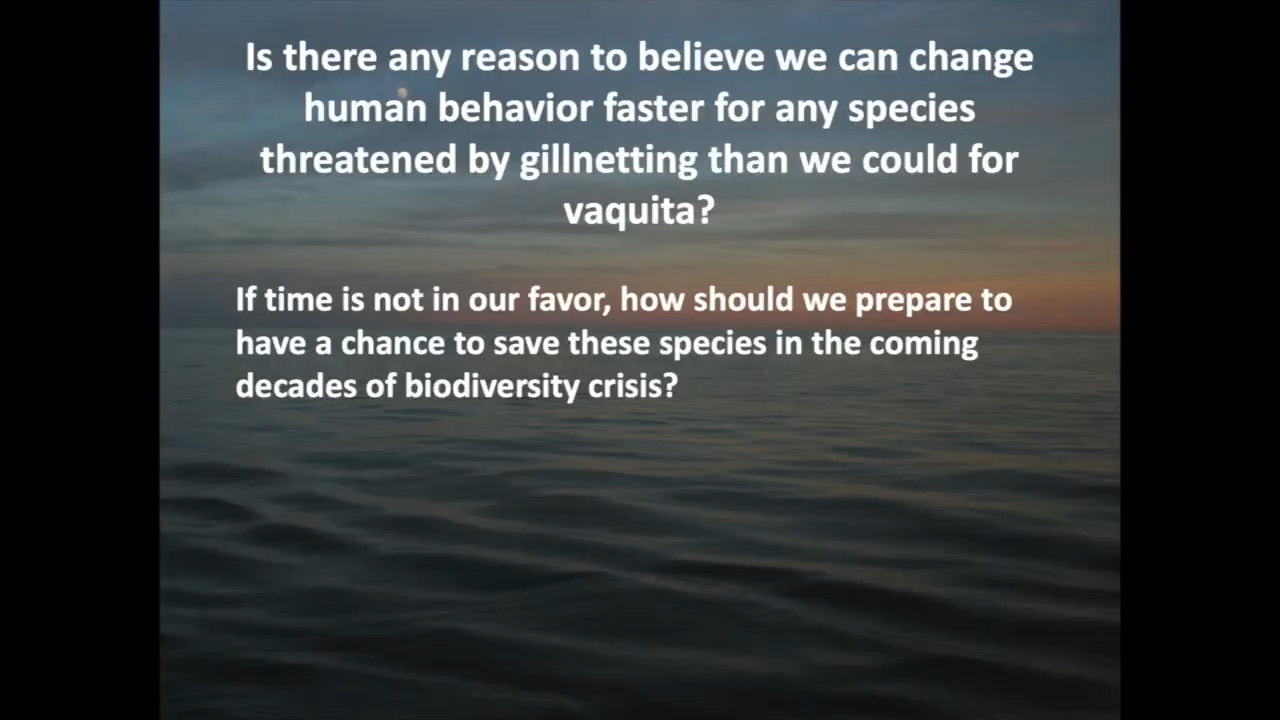 Is there any reason to believe we can change
human behavior faster for any species
threatened by gillnetting than we could for
vaquita?
If time is not in our favor, how should we prepare to
have a chance to save these species in the coming
decades of biodiversity crisis?